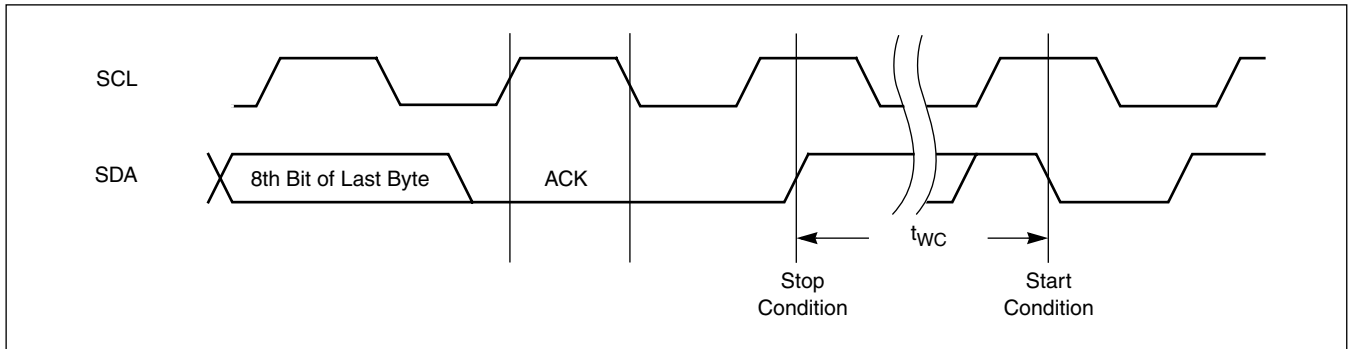 SCL
SDA
8th Bit of Last Byte
ACK
tWC
Stop
Condition
Start
Condition